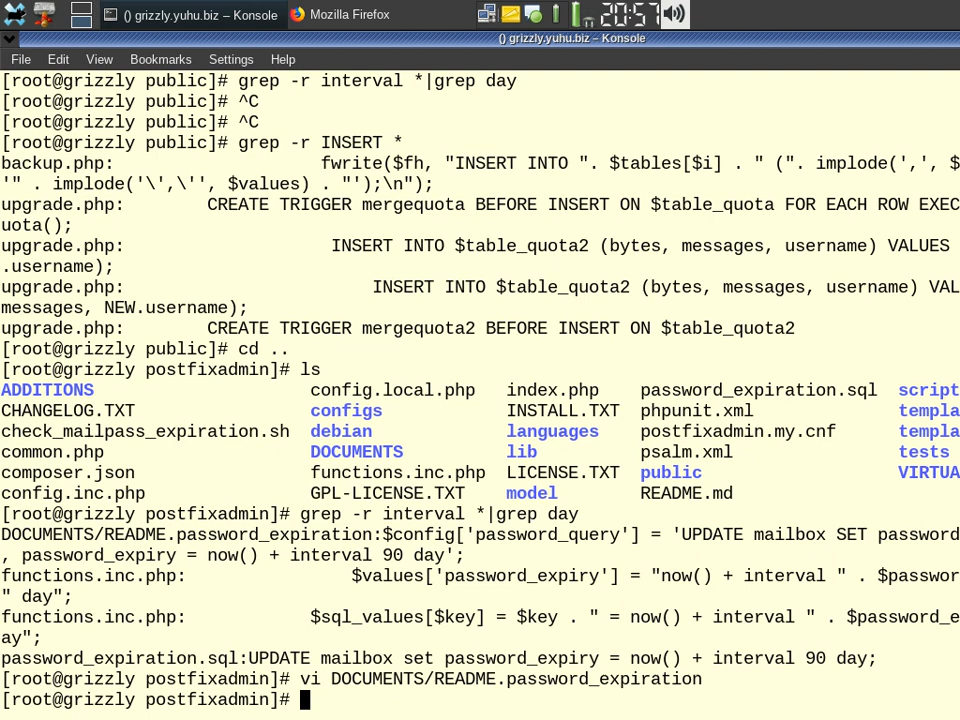 () grizzly.yuhu.biz – Konsole
Mozilla Firefox
20:57
() grizzly.yuhu.biz – Konsole
File Edit View Bookmarks Settings Help
[root@grizzly public]# grep -r interval *|grep day
[root@grizzly public]# ^C
[root@grizzly public]# ^C
[root@grizzly public]# grep -r INSERT *
backup.php:                    fwrite($fh, "INSERT INTO ". $tables[$i] . " (". implode(',', $
'" . implode('\',\'', $values) . "');\n");
upgrade.php:        CREATE TRIGGER mergequota BEFORE INSERT ON $table_quota FOR EACH ROW EXEC
uota();
upgrade.php:                    INSERT INTO $table_quota2 (bytes, messages, username) VALUES
.username);
upgrade.php:                        INSERT INTO $table_quota2 (bytes, messages, username) VAL
messages, NEW.username);
upgrade.php:        CREATE TRIGGER mergequota2 BEFORE INSERT ON $table_quota2
[root@grizzly public]# cd ..
[root@grizzly postfixadmin]# ls
ADDITIONS                     config.local.php   index.php    password_expiration.sql  script
CHANGELOG.TXT                 configs            INSTALL.TXT  phpunit.xml              templa
check_mailpass_expiration.sh  debian             languages    postfixadmin.my.cnf      templa
common.php                    DOCUMENTS          lib          psalm.xml                tests
composer.json                 functions.inc.php  LICENSE.TXT  public                   VIRTUA
config.inc.php                GPL-LICENSE.TXT    model        README.md
[root@grizzly postfixadmin]# grep -r interval *|grep day
DOCUMENTS/README.password_expiration:$config['password_query'] = 'UPDATE mailbox SET password
, password_expiry = now() + interval 90 day';
functions.inc.php:                $values['password_expiry'] = "now() + interval " . $passwor
" day";
functions.inc.php:            $sql_values[$key] = $key . " = now() + interval " . $password_e
ay";
password_expiration.sql:UPDATE mailbox set password_expiry = now() + interval 90 day;
[root@grizzly postfixadmin]# vi DOCUMENTS/README.password_expiration
[root@grizzly postfixadmin]#